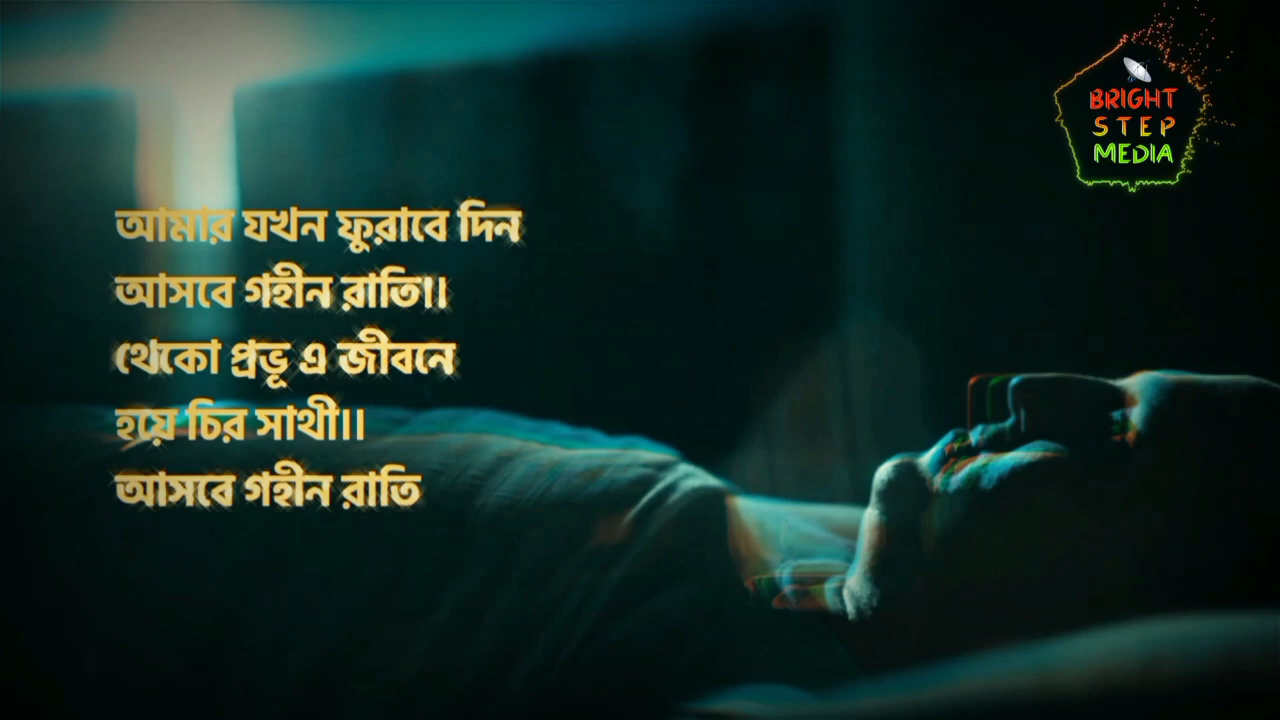 আমার যখন ফুরাবে দিন
আসবে গহীন রাতি।।
থেকো প্রভূ এ জীবনে
হয়ে চির সাথী।।
আসবে গহীন রাতি
BRIGHT
STEP
MEDIA